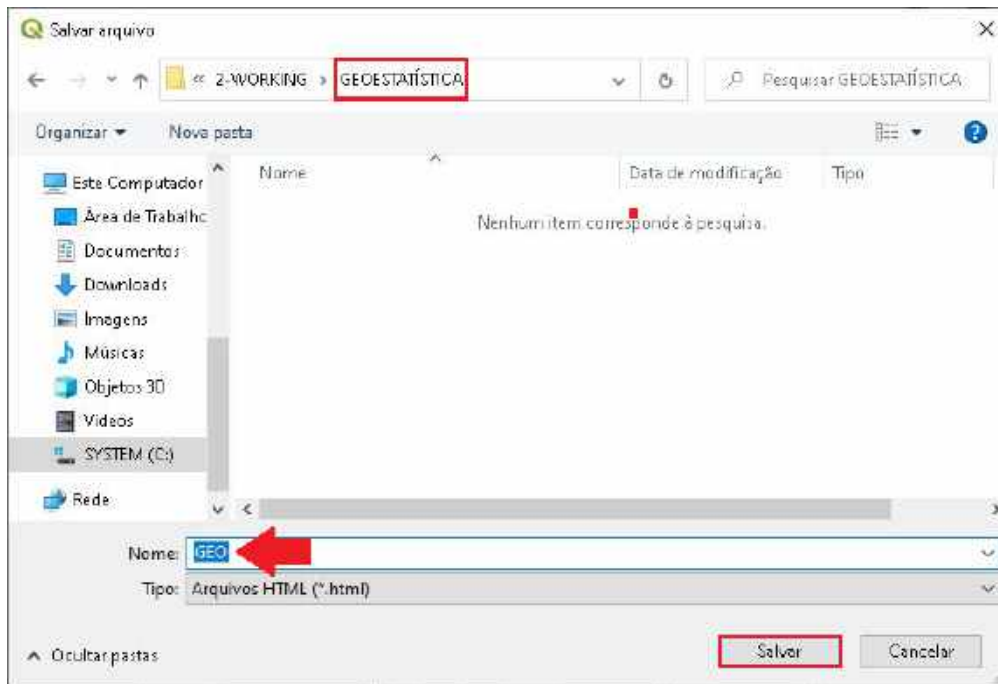 Salvar arquivo
« 2-WORKING › GEOESTATÍSTICA
Pesquisar GEOESTATÍSTICA
Organizar
Nova pasta
Nome
Data de modificação
Tipo
Nenhum item corresponde à pesquisa.
Este Computador
Área de Trabalho
Documentos
Downloads
Imagens
Músicas
Objetos 3D
Vídeos
SYSTEM (C:)
Rede
Nome: GEO
Tipo: Arquivos HTML (*.html)
Ocultar pastas
Salvar
Cancelar